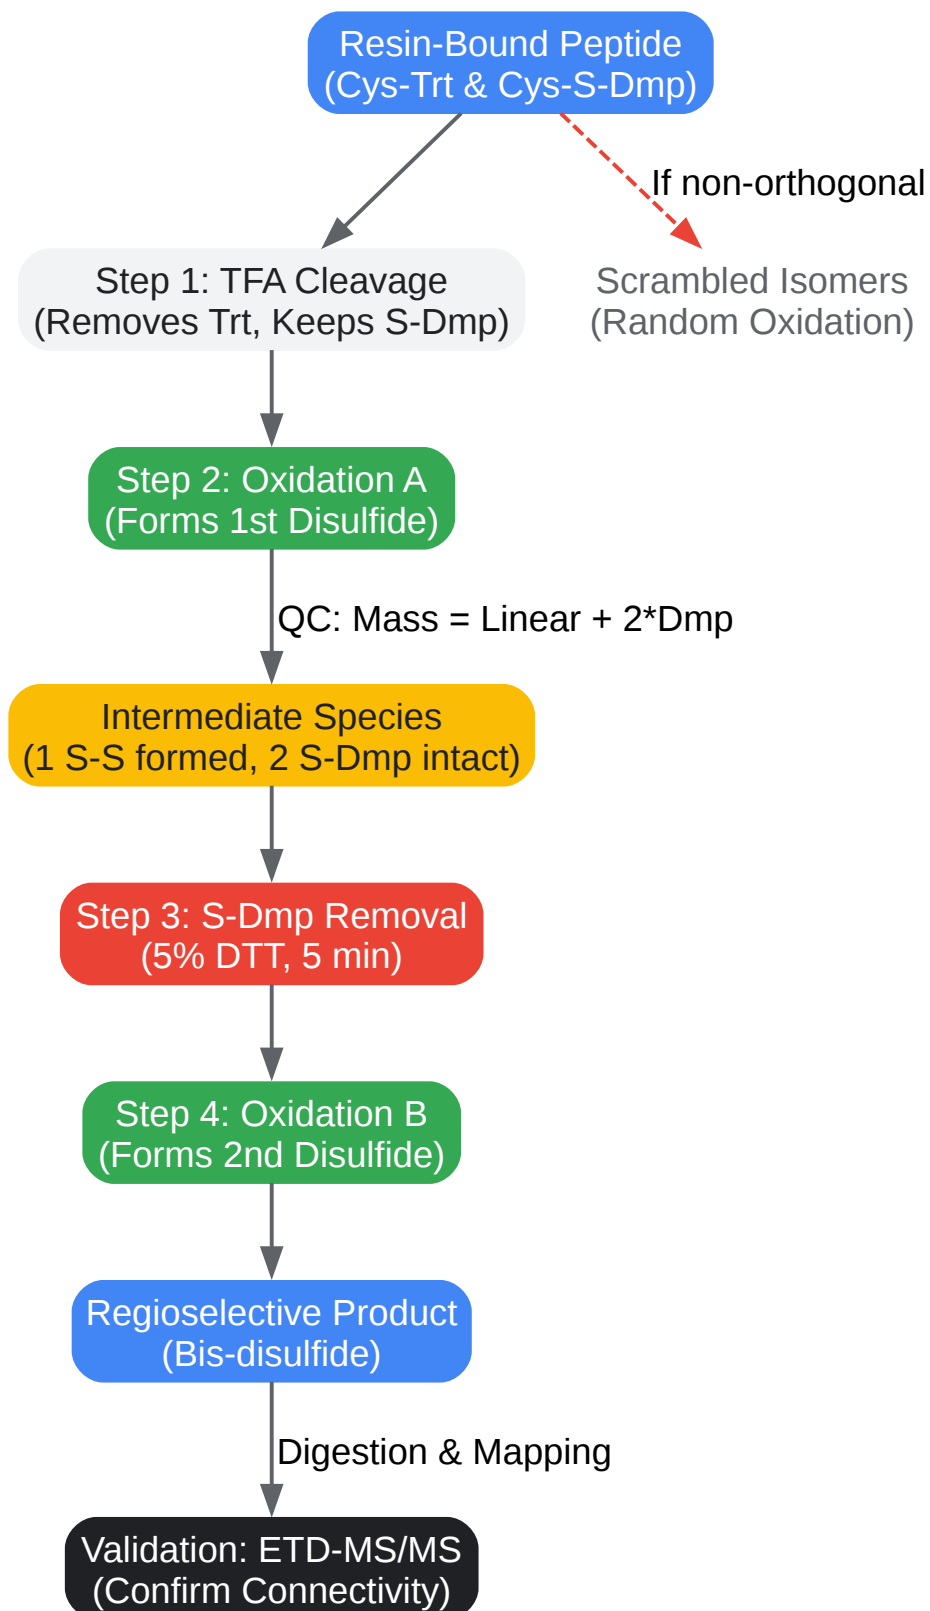 Resin-Bound Peptide
(Cys-Trt & Cys-S-Dmp)
If non-orthogonal
Step 1: TFA Cleavage
(Removes Trt, Keeps S-Dmp)
Scrambled Isomers
(Random Oxidation)
Step 2: Oxidation A
(Forms 1st Disulfide)
QC: Mass = Linear + 2*Dmp
Intermediate Species
(1 S-S formed, 2 S-Dmp intact)
Step 3: S-Dmp Removal
(5% DTT, 5 min)
Step 4: Oxidation B
(Forms 2nd Disulfide)
Regioselective Product
(Bis-disulfide)
Digestion & Mapping
Validation: ETD-MS/MS
(Confirm Connectivity)